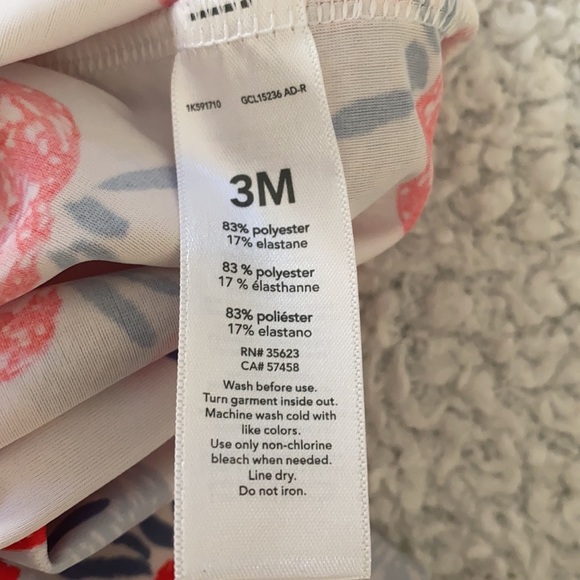 1K591710 GCL15236 AD-R
3M
83% polyester
17% elastane
83 % polyester
17 % élasthanne
83% poliéster
17% elastano
RN# 35623
CA# 57458
Wash before use.
Turn garment inside out.
Machine wash cold with
like colors.
Use only non-chlorine
bleach when needed.
Line dry.
Do not iron.